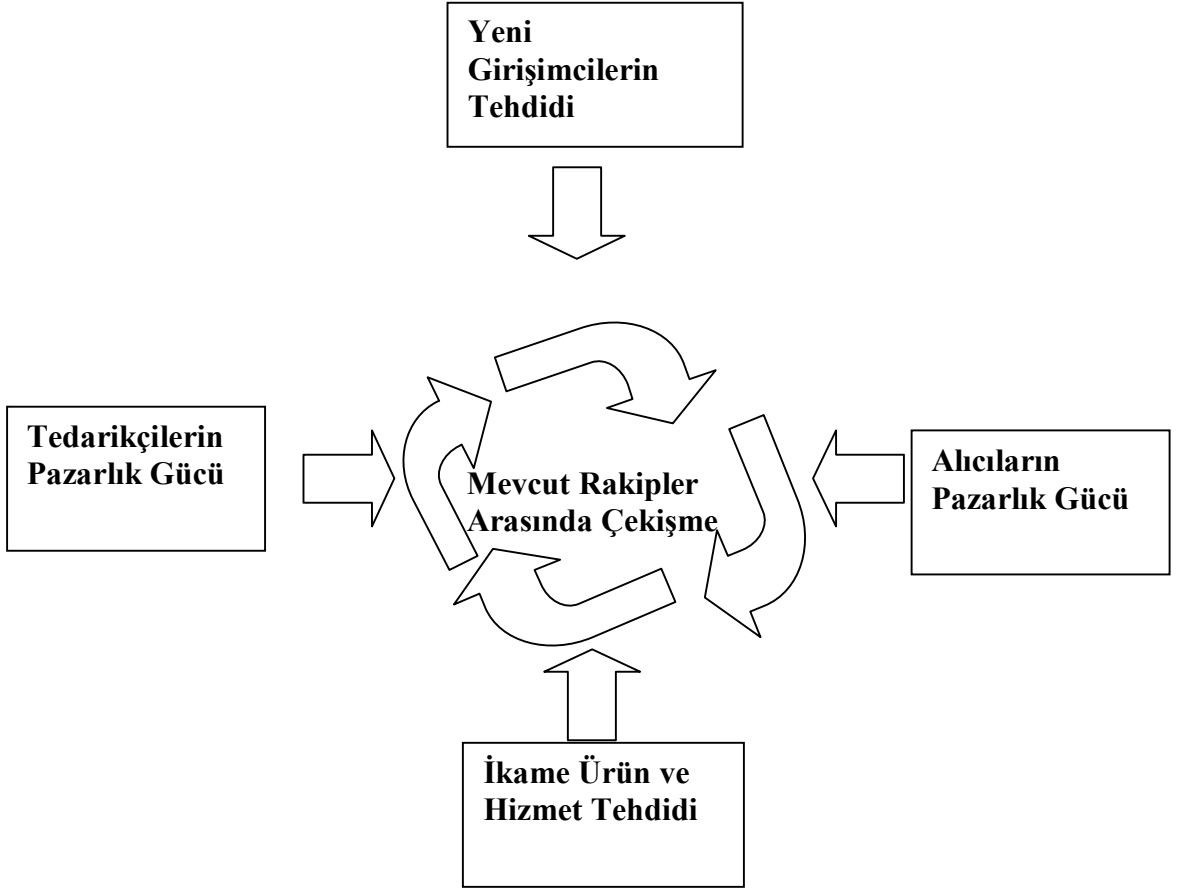 Yeni
Girişimcilerin
Tehdidi
Tedarikçilerin
Pazarlık Gücü
Mevcut Rakipler
Arasında Çekişme
Alıcıların
Pazarlık Gücü
İkame Ürün ve
Hizmet Tehdidi